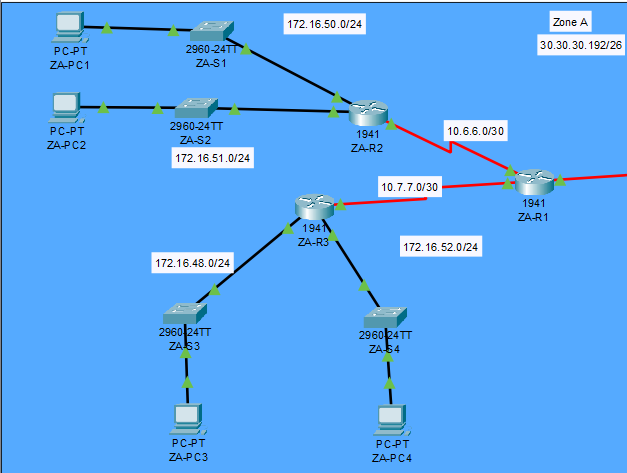 172.16.50.0/24
Zone A
30.30.30.192/26
PC-PT
ZA-PC1
2960-24TT
ZA-S1
PC-PT
ZA-PC2
2960-24TT
ZA-S2
172.16.51.0/24
1941
ZA-R2
10.6.6.0/30
10.7.7.0/30
1941
ZA-R1
1941
ZA-R3
172.16.52.0/24
172.16.48.0/24
2960-24TT
ZA-S3
2960-24TT
ZA-S4
PC-PT
ZA-PC3
PC-PT
ZA-PC4